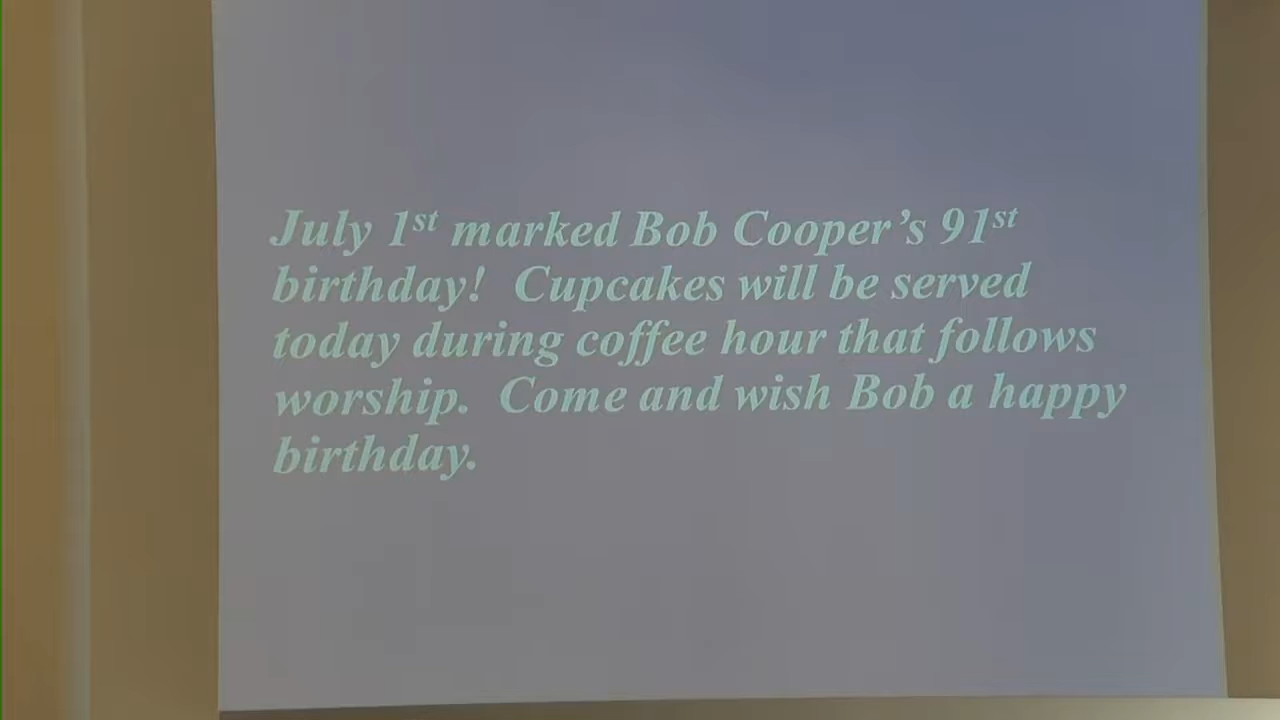 July 1st marked Bob Cooper’s 91st
birthday!  Cupcakes will be served
today during coffee hour that follows
worship.  Come and wish Bob a happy
birthday.